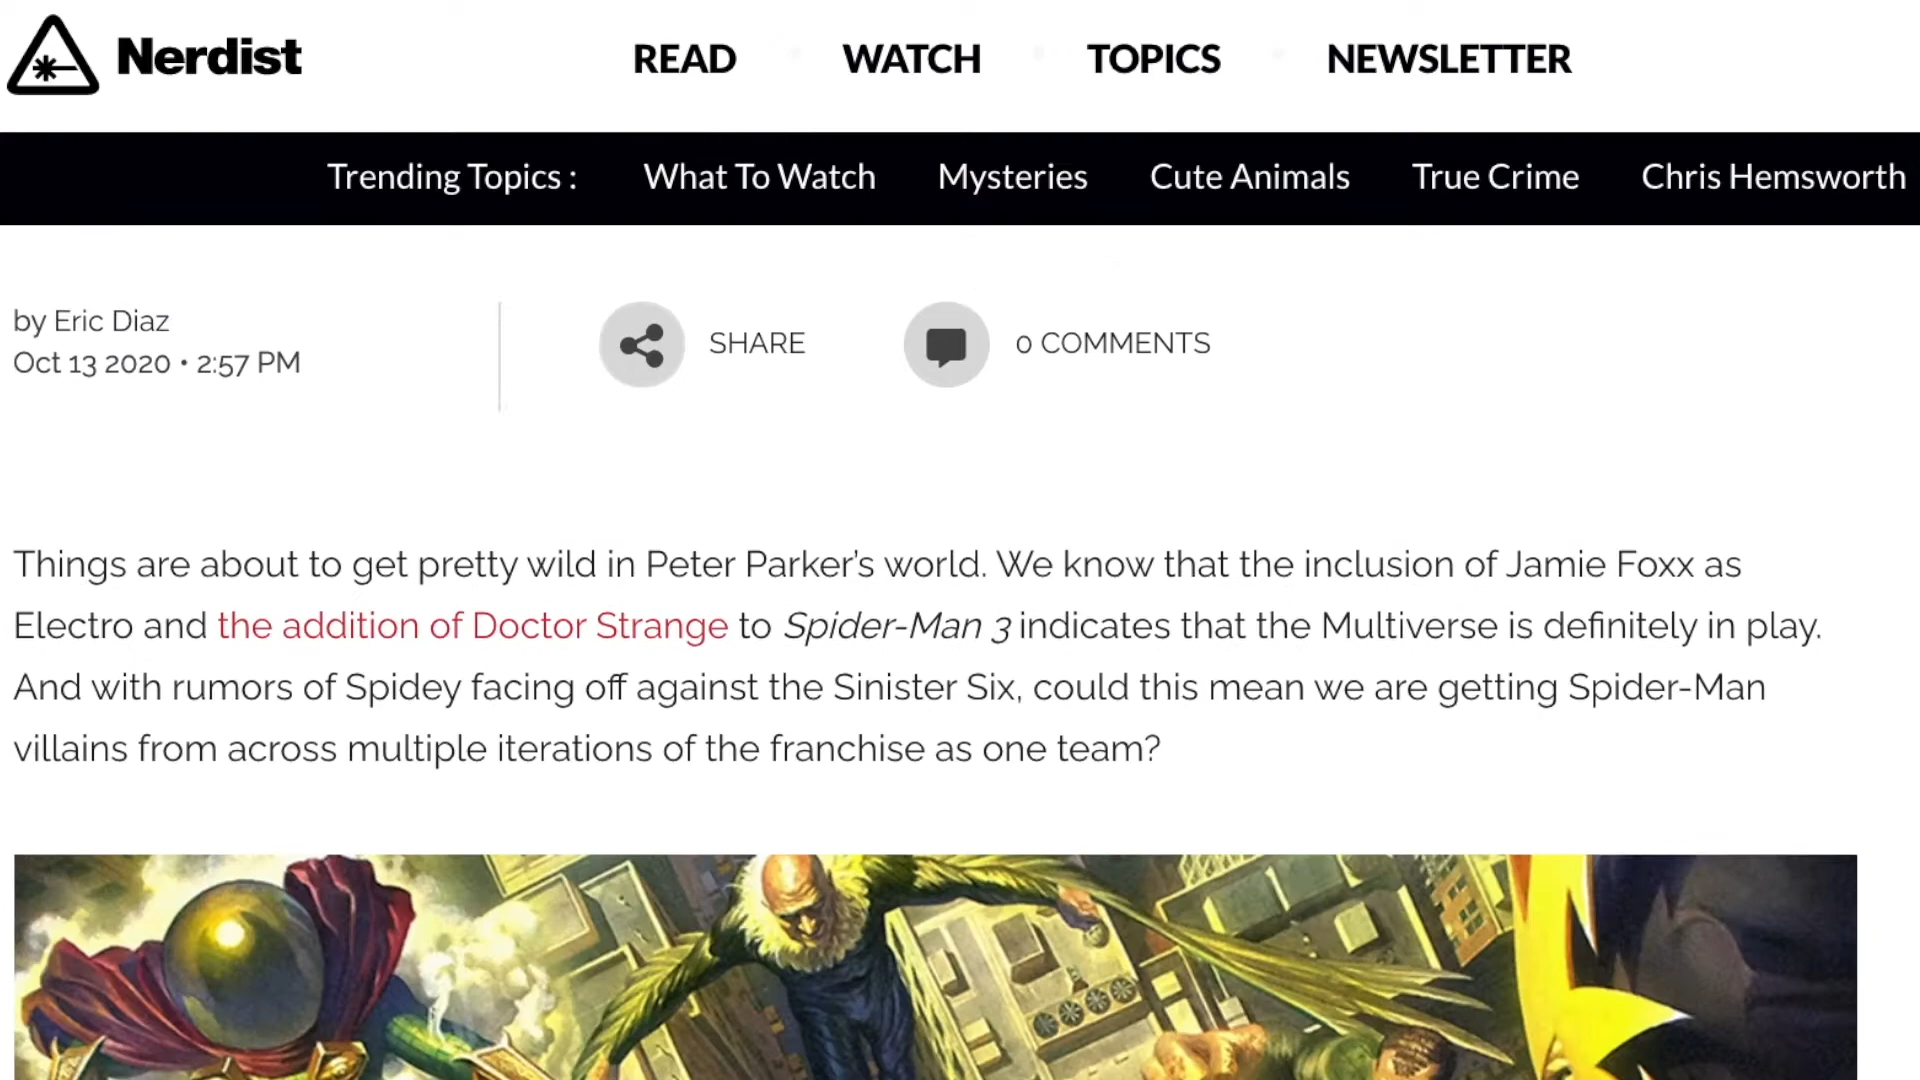 Nerdist
READ WATCH TOPICS NEWSLETTER
Trending Topics : What To Watch Mysteries Cute Animals True Crime Chris Hemsworth
by Eric Diaz
Oct 13 2020 • 2:57 PM
SHARE
0 COMMENTS
Things are about to get pretty wild in Peter Parker's world. We know that the inclusion of Jamie Foxx as
Electro and the addition of Doctor Strange to Spider-Man 3 indicates that the Multiverse is definitely in play.
And with rumors of Spidey facing off against the Sinister Six, could this mean we are getting Spider-Man
villains from across multiple iterations of the franchise as one team?